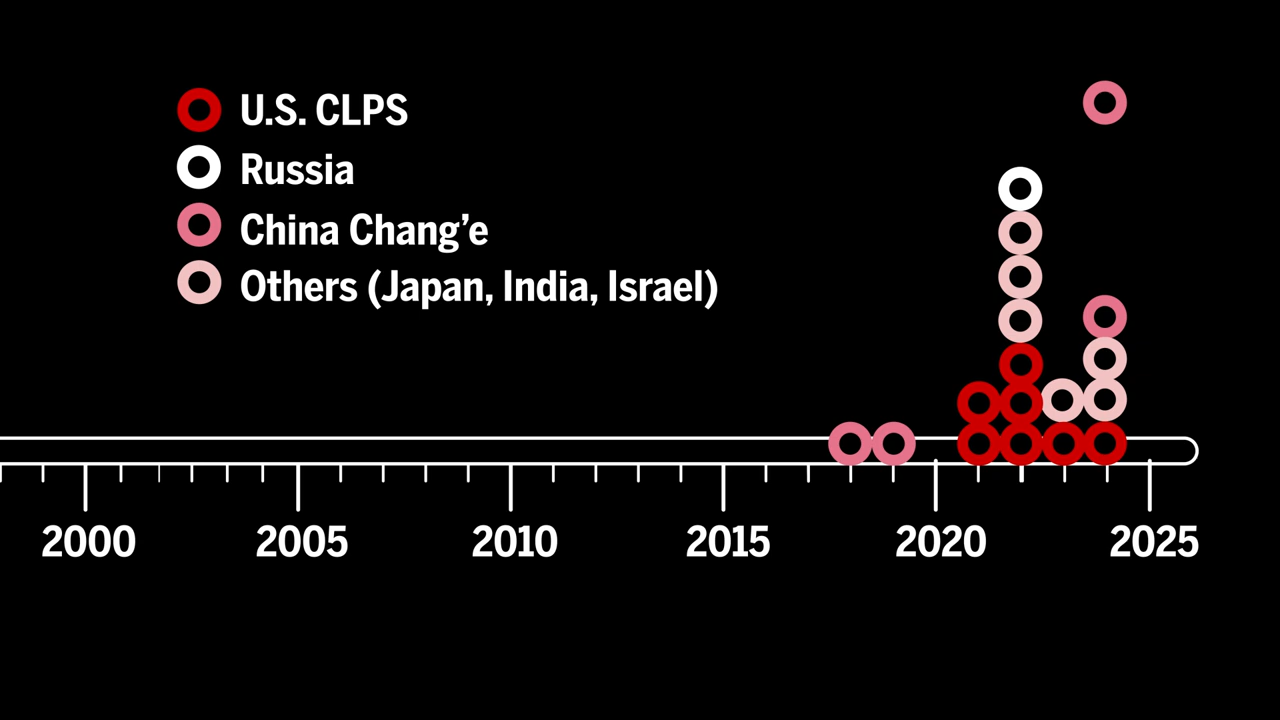 U.S. CLPS
Russia
China Chang’e
Others (Japan, India, Israel)
2000 2005 2010 2015 2020 2025